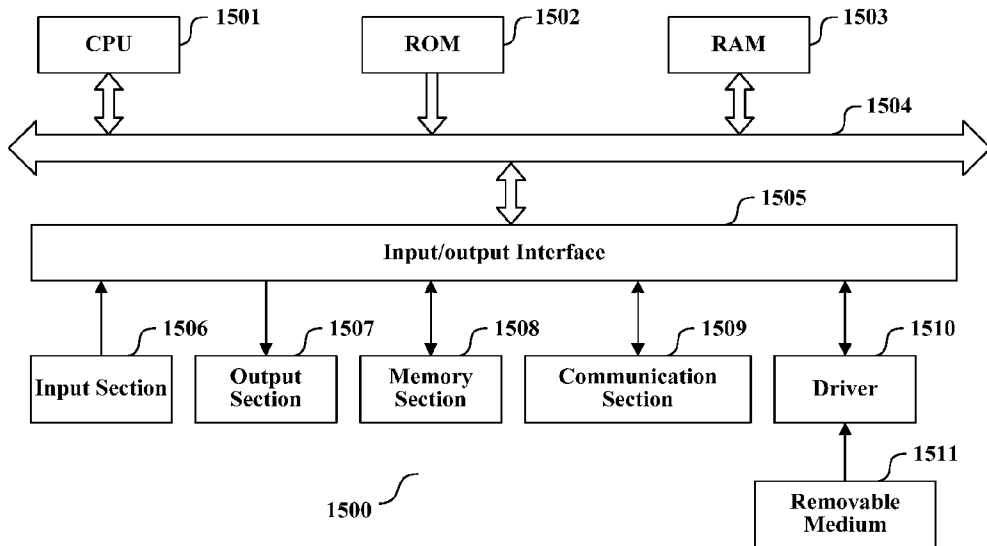 1501
1502
1503
CPU
ROM
RAM
1504
1505
Input/output Interface
1506
1507
1508
1509
1510
Input Section
Output
Section
Memory
Section
Communication
Section
Driver
1511
1500
Removable
Medium